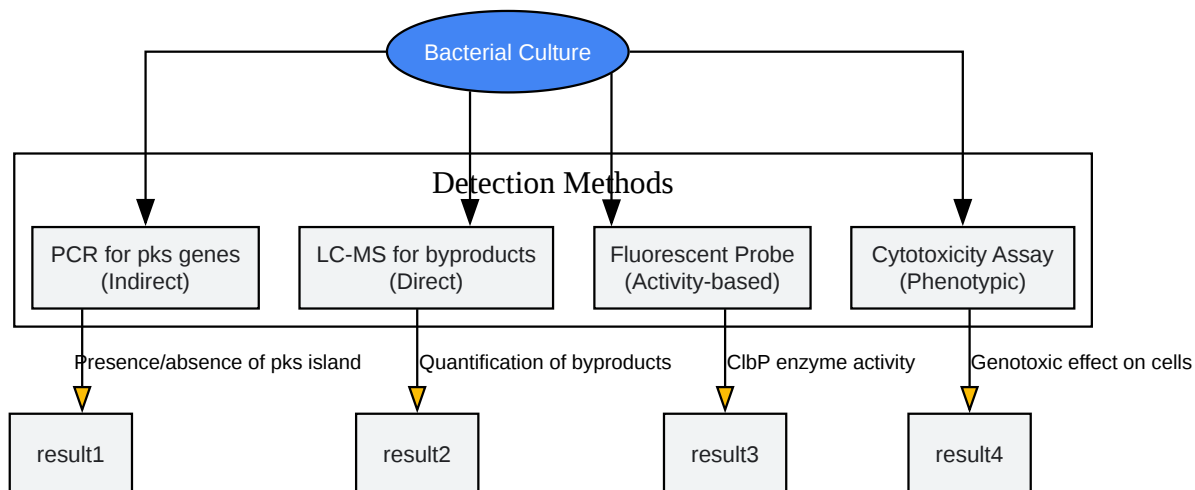 Bacterial Culture
Detection Methods
PCR for pks genes
(Indirect)
LC-MS for byproducts
(Direct)
Fluorescent Probe
(Activity-based)
Cytotoxicity Assay
(Phenotypic)
Presence/absence of pks island
Quantification of byproducts
ClbP enzyme activity
Genotoxic effect on cells
result1
result2
result3
result4